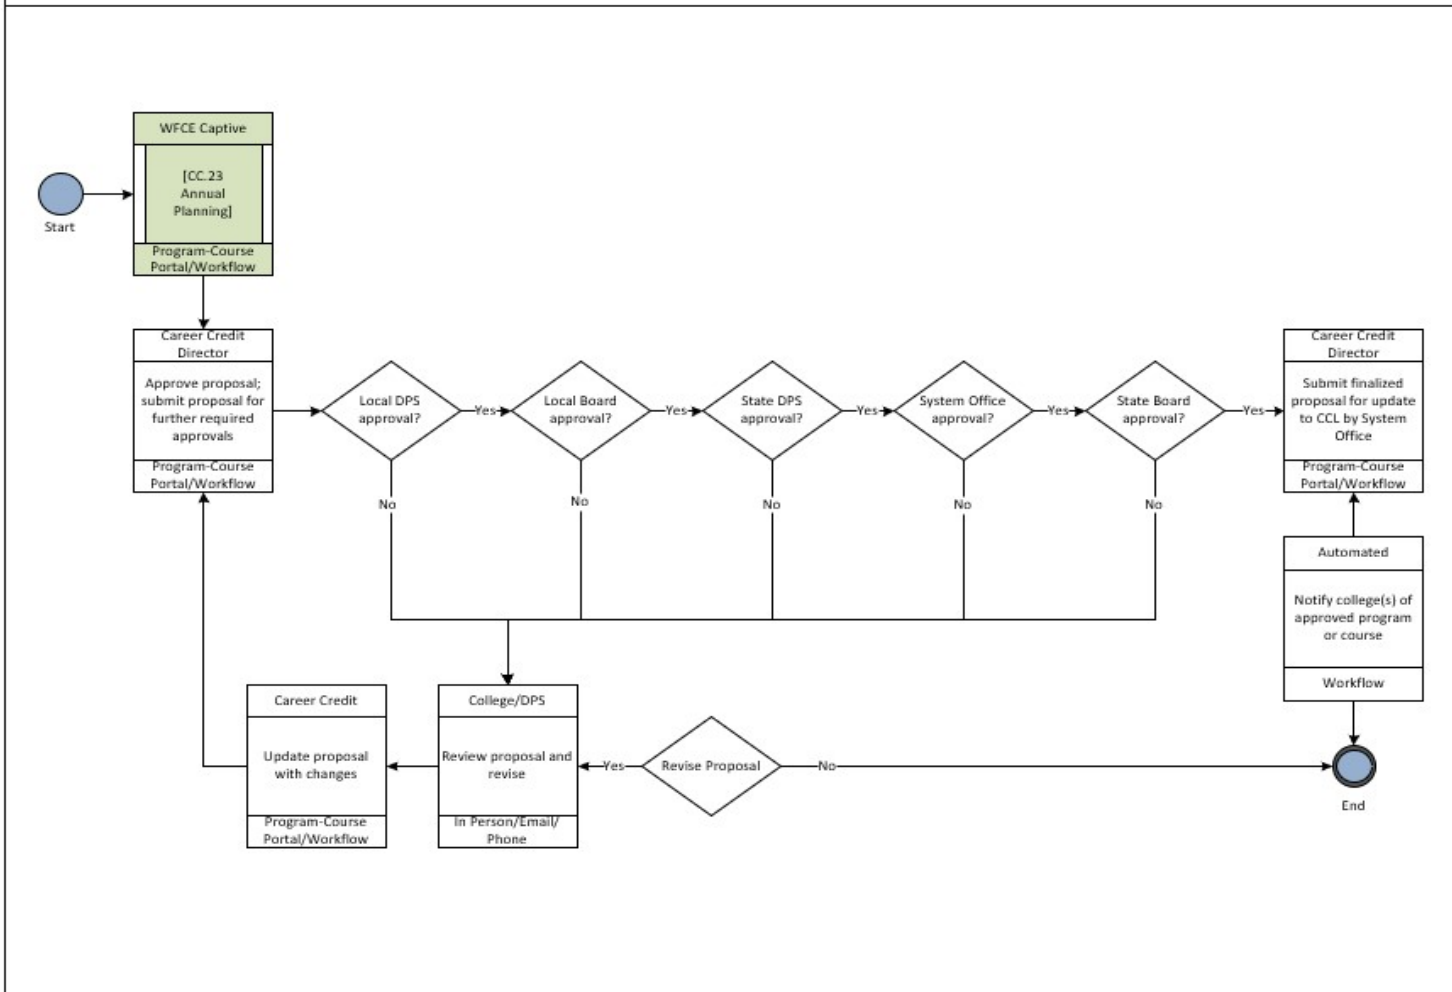 WFCE Captive
[CC.23
Annual
Planning]
Program-Course
Portal/Workflow
Start
Career Credit
Director
Approve proposal;
submit proposal for
further required
approvals
Program-Course
Portal/Workflow
Local DPS
approval?
Yes
Local Board
approval?
Yes
State DPS
approval?
Yes
System Office
approval?
Yes
State Board
approval?
Yes
Career Credit
Director
Submit finalized
proposal for update
to CCL by System
Office
Program-Course
Portal/Workflow
No
No
No
No
No
Automated
Notify college(s) of
approved program
or course
Workflow
Career Credit
Update proposal
with changes
Program-Course
Portal/Workflow
College/DPS
Review proposal and
revise
In Person/Email/
Phone
Yes
Revise Proposal
No
End